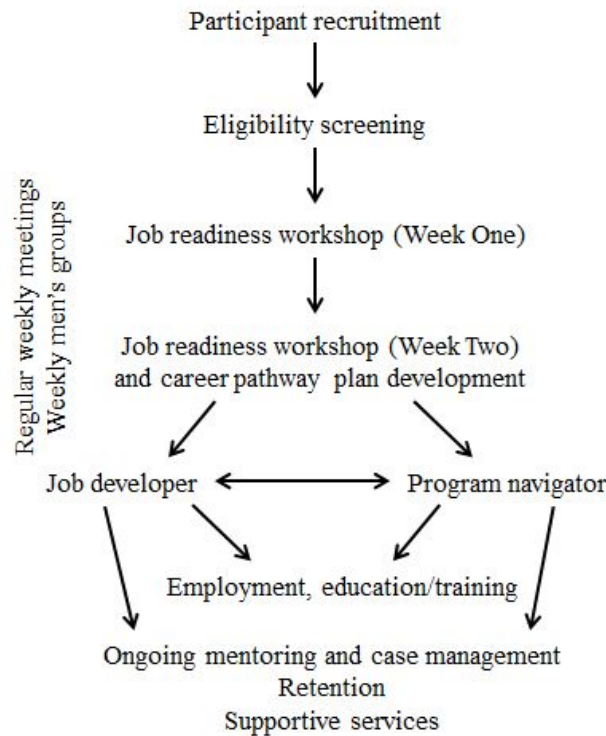 Participant recruitment
Eligibility screening
Job readiness workshop (Week One)
Job readiness workshop (Week Two)
and career pathway plan development
Regular weekly meetings
Weekly men's groups
Job developer
Program navigator
Employment, education/training
Ongoing mentoring and case management
Retention
Supportive services